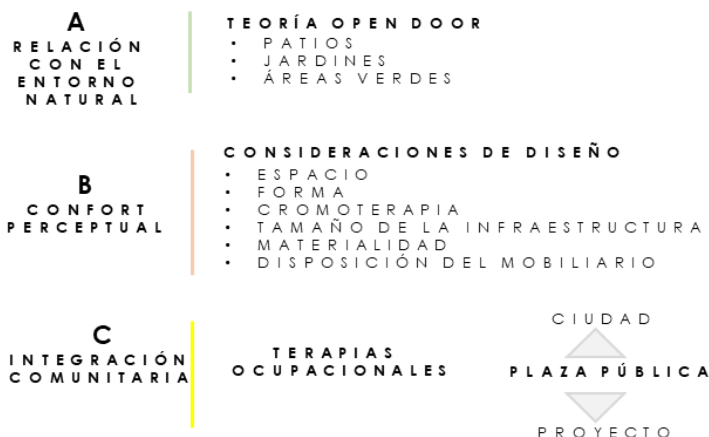 A
RELACIÓN
CON EL
ENTORNO
NATURAL
TEORÍA OPEN DOOR
• PATIOS
• JARDINES
• ÁREAS VERDES
B
CONFORT
PERCEPTUAL
CONSIDERACIONES DE DISEÑO
• ESPACIO
• FORMA
• CROMOTERAPIA
• TAMAÑO DE LA INFRAESTRUCTURA
• MATERIALIDAD
• DISPOSICIÓN DEL MOBILIARIO
C
INTEGRACIÓN
COMUNITARIA
TERAPIAS
OCUPACIONALES
CIUDAD
PLAZA PÚBLICA
PROYECTO